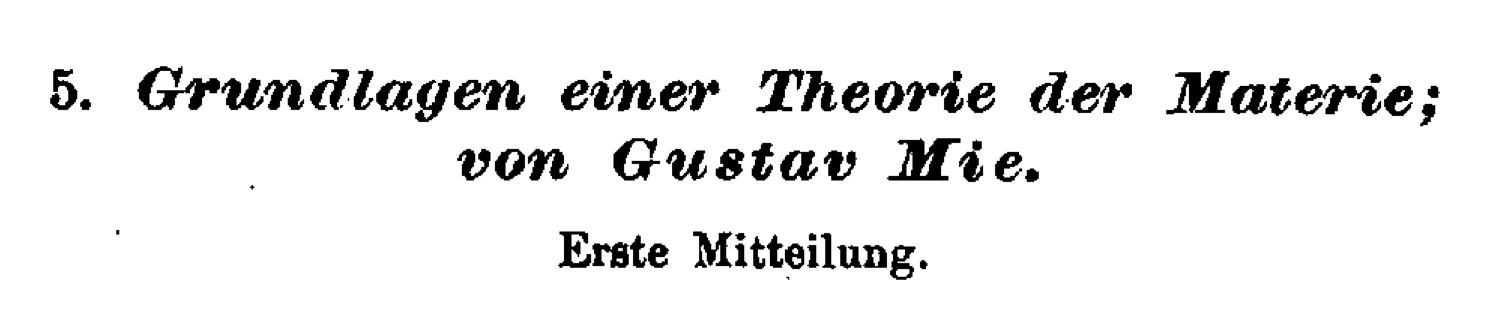 5. Grundlagen einer Theorie der Materie;
von Gustav Mie.
Erste Mitteilung.